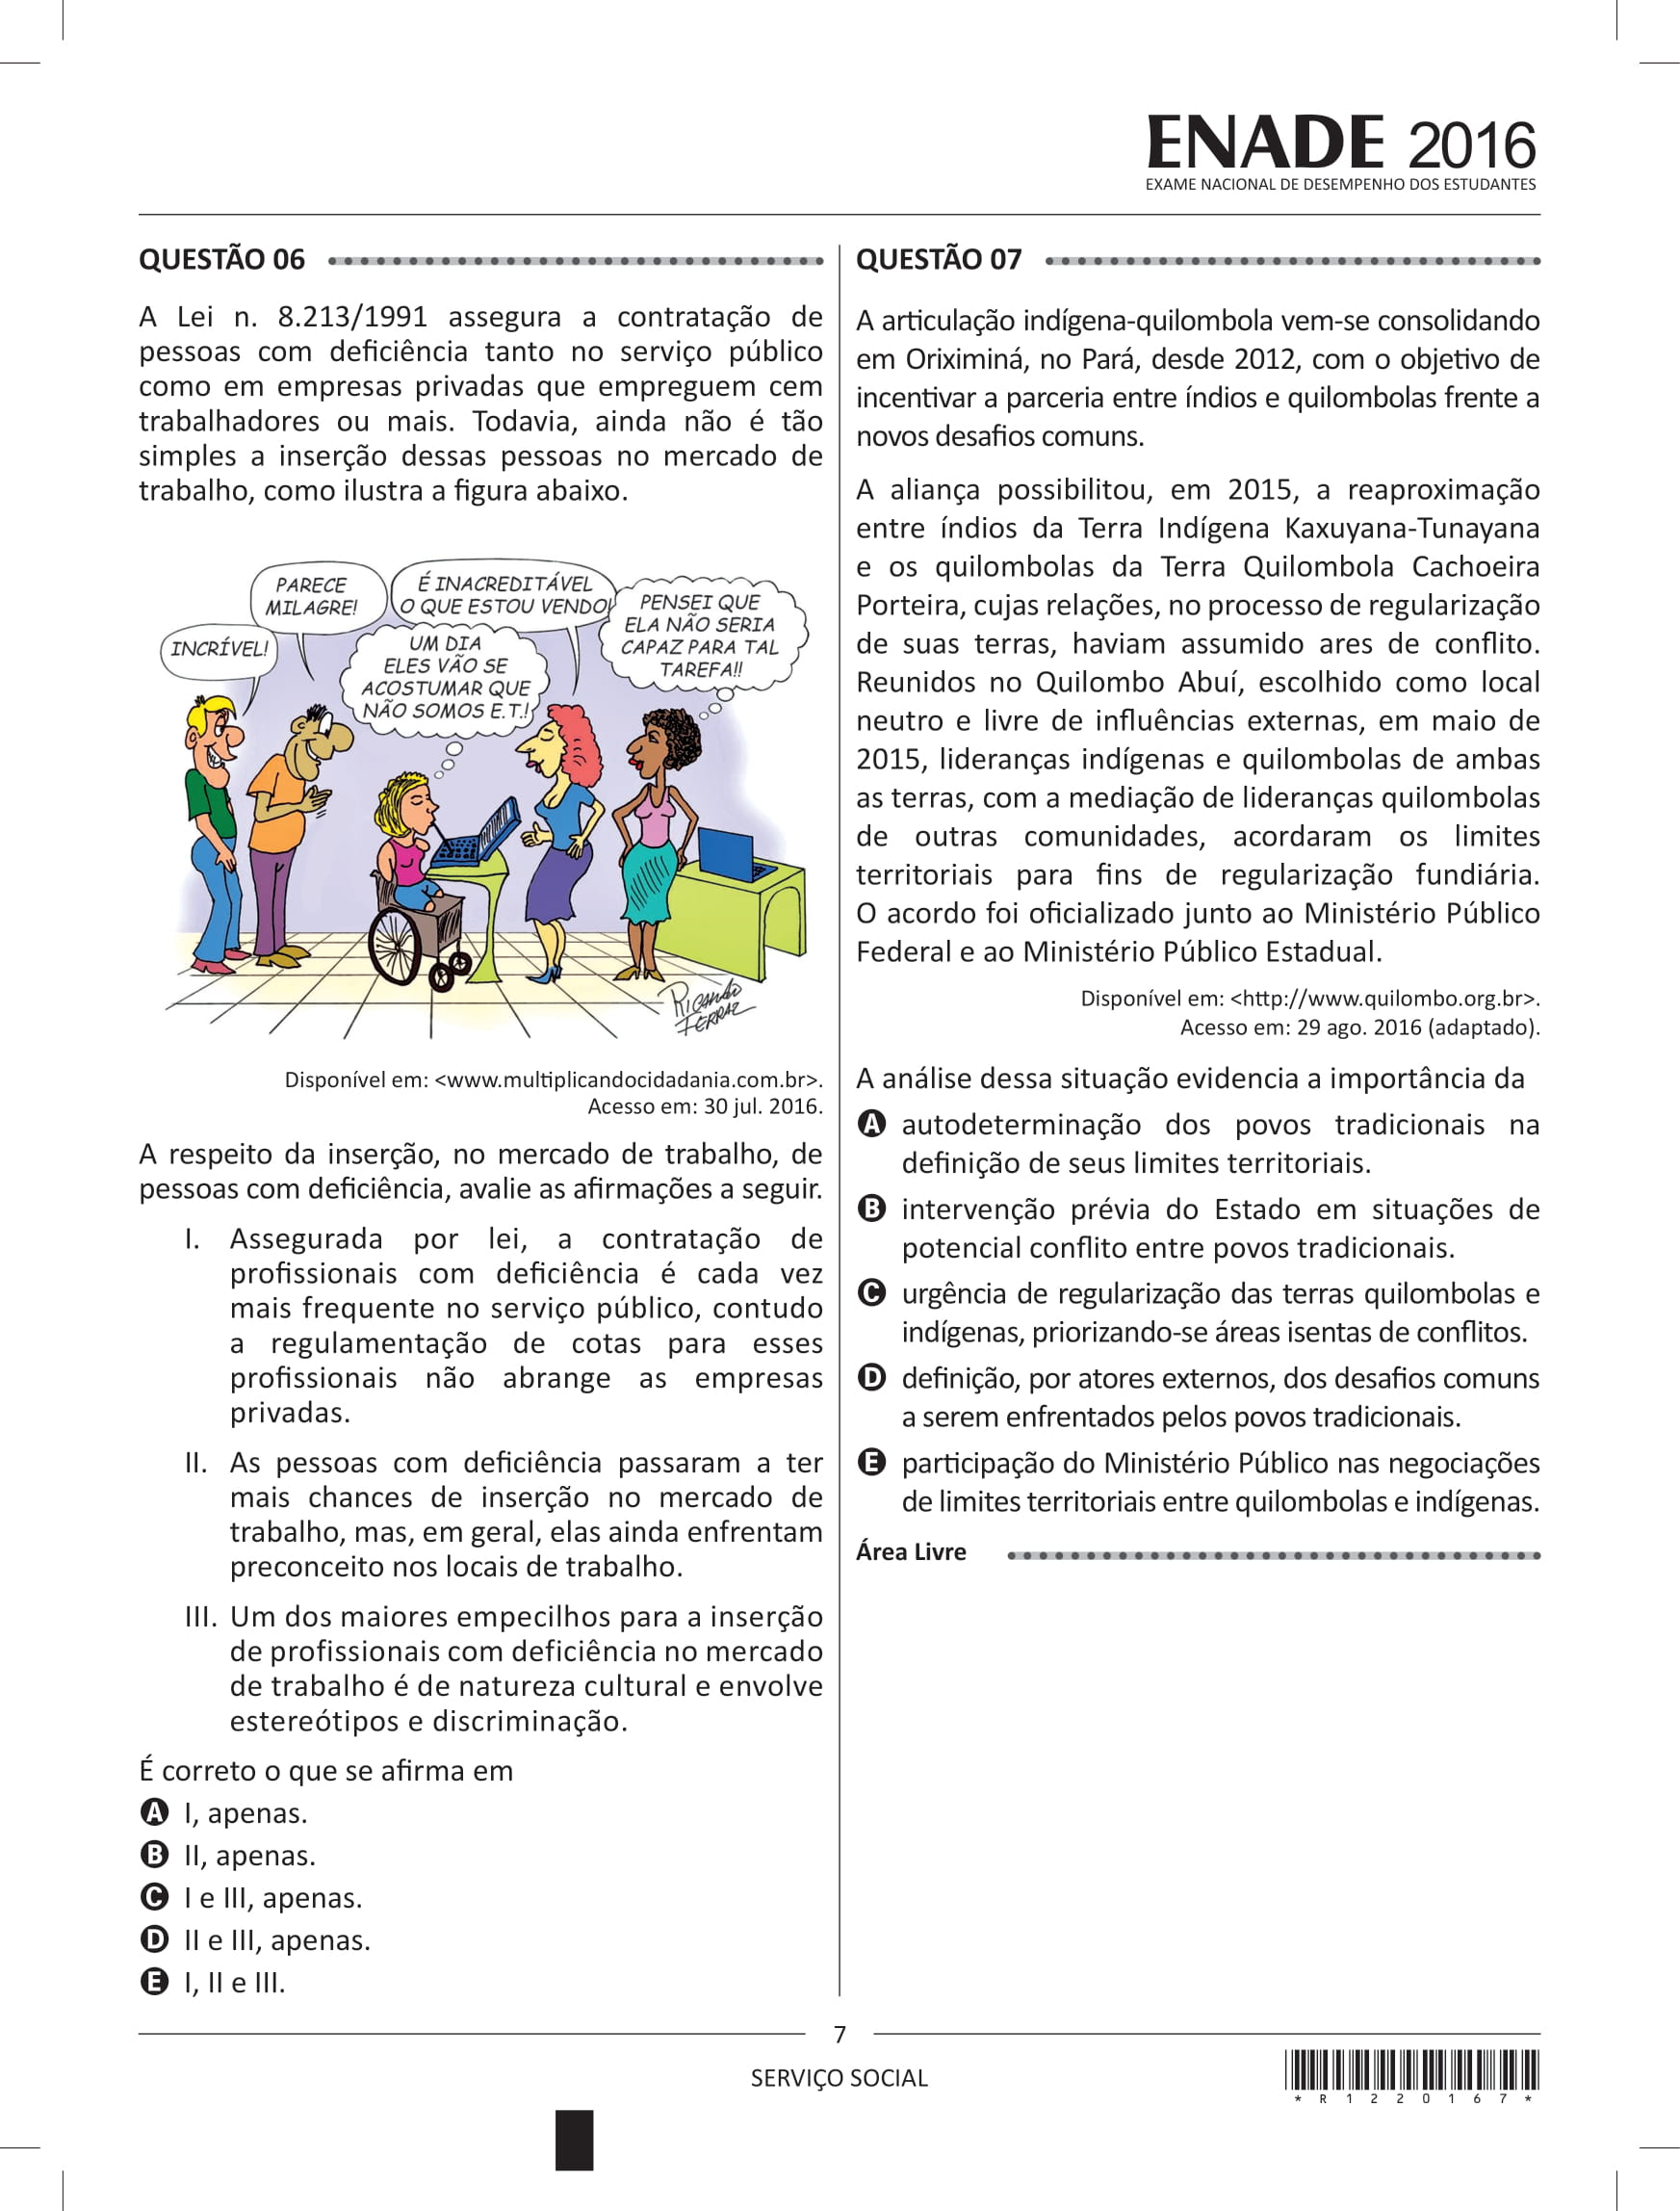 ENADE 2016
EXAME NACIONAL DE DESEMPENHO DOS ESTUDANTES
QUESTÃO 06
A Lei n. 8.213/1991 assegura a contratação de
pessoas com deficiência tanto no serviço público
como em empresas privadas que empreguem cem
trabalhadores ou mais. Todavia, ainda não é tão
simples a inserção dessas pessoas no mercado de
trabalho, como ilustra a figura abaixo.
INCRÍVEL!
PARECE
MILAGRE!
UM DIA
ELES VÃO SE
ACOSTUMAR QUE
NÃO SOMOS E.T.!
É INACREDITÁVEL
O QUE ESTOU VENDO!
PENSEI QUE
ELA NÃO SERIA
CAPAZ PARA TAL
TAREFA!!
RICARDO
FERRAZ
Disponível em: <www.multiplicandocidadania.com.br>.
Acesso em: 30 jul. 2016.
A respeito da inserção, no mercado de trabalho, de
pessoas com deficiência, avalie as afirmações a seguir.
I. Assegurada por lei, a contratação de
profissionais com deficiência é cada vez
mais frequente no serviço público, contudo
a regulamentação de cotas para esses
profissionais não abrange as empresas
privadas.
II. As pessoas com deficiência passaram a ter
mais chances de inserção no mercado de
trabalho, mas, em geral, elas ainda enfrentam
preconceito nos locais de trabalho.
III. Um dos maiores empecilhos para a inserção
de profissionais com deficiência no mercado
de trabalho é de natureza cultural e envolve
estereótipos e discriminação.
É correto o que se afirma em
A I, apenas.
B II, apenas.
C I e III, apenas.
D II e III, apenas.
E I, II e III.
QUESTÃO 07
A articulação indígena-quilombola vem-se consolidando
em Oriximiná, no Pará, desde 2012, com o objetivo de
incentivar a parceria entre índios e quilombolas frente a
novos desafios comuns.
A aliança possibilitou, em 2015, a reaproximação
entre índios da Terra Indígena Kaxuyana-Tunayana
e os quilombolas da Terra Quilombola Cachoeira
Porteira, cujas relações, no processo de regularização
de suas terras, haviam assumido ares de conflito.
Reunidos no Quilombo Abuí, escolhido como local
neutro e livre de influências externas, em maio de
2015, lideranças indígenas e quilombolas de ambas
as terras, com a mediação de lideranças quilombolas
de outras comunidades, acordaram os limites
territoriais para fins de regularização fundiária.
O acordo foi oficializado junto ao Ministério Público
Federal e ao Ministério Público Estadual.
Disponível em: <http://www.quilombo.org.br>.
Acesso em: 29 ago. 2016 (adaptado).
A análise dessa situação evidencia a importância da
A autodeterminação dos povos tradicionais na
definição de seus limites territoriais.
B intervenção prévia do Estado em situações de
potencial conflito entre povos tradicionais.
C urgência de regularização das terras quilombolas e
indígenas, priorizando-se áreas isentas de conflitos.
D definição, por atores externos, dos desafios comuns
a serem enfrentados pelos povos tradicionais.
E participação do Ministério Público nas negociações
de limites territoriais entre quilombolas e indígenas.
Área Livre
7
SERVIÇO SOCIAL
* R 1 2 2 0 1 6 7 *